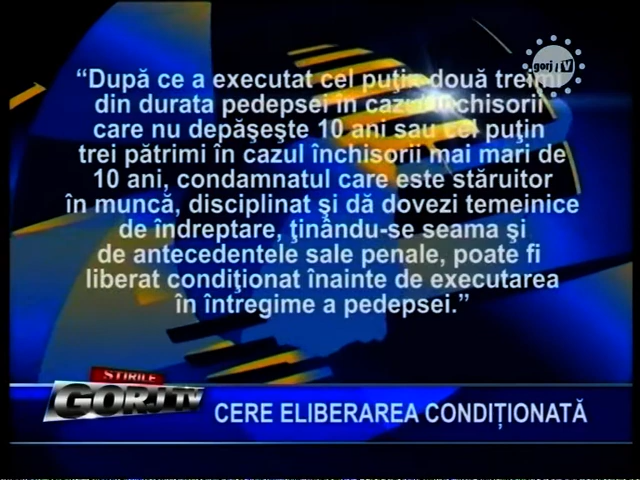 gorj TV
“După ce a executat cel puţin două treimi
din durata pedepsei în cazul închisorii
care nu depăşeşte 10 ani sau cel puţin
trei pătrimi în cazul închisorii mai mari de
10 ani, condamnatul care este stăruitor
în muncă, disciplinat şi dă dovezi temeinice
de îndreptare, ţinându-se seama şi
de antecedentele sale penale, poate fi
liberat condiţionat înainte de executarea
în întregime a pedepsei.”
STIRILE
GORJ TV
CERE ELIBERAREA CONDIȚIONATĂ